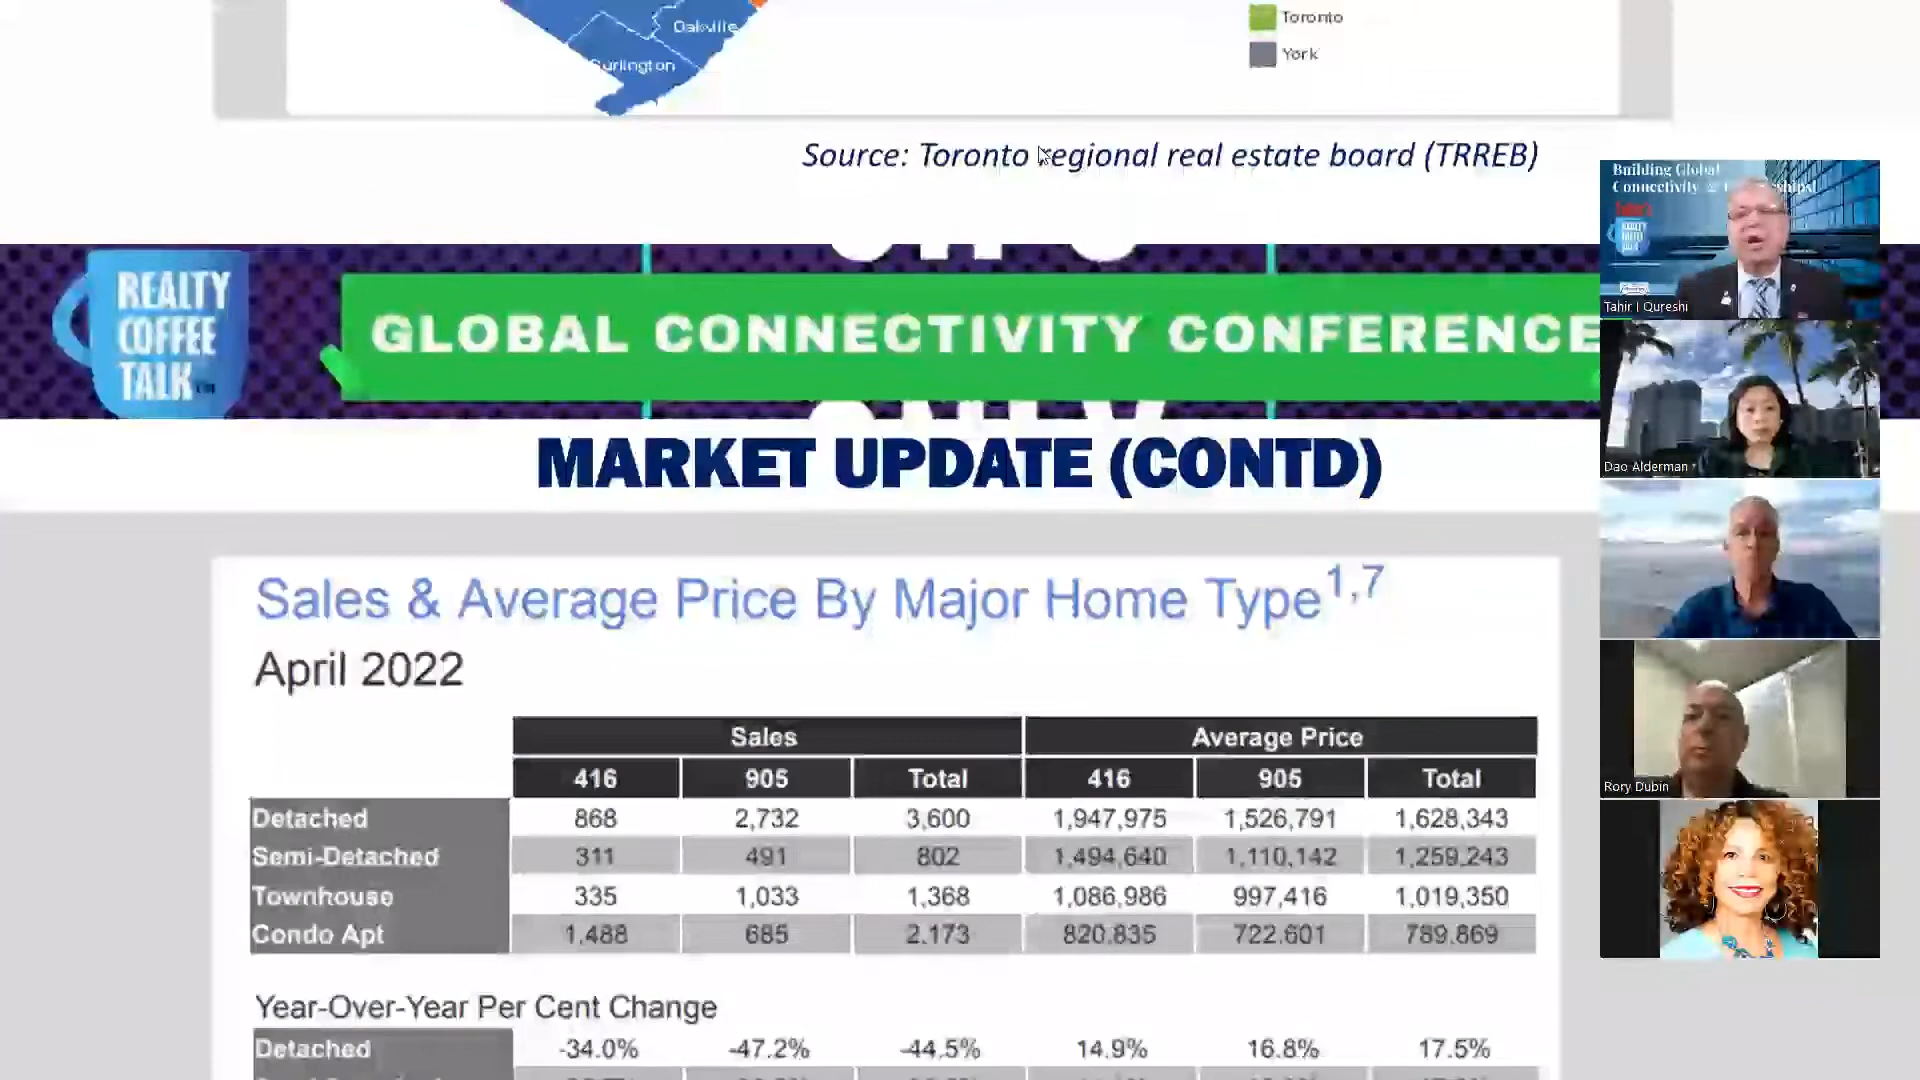 Oakville
Burlington
Toronto
York
Source: Toronto regional real estate board (TRREB)
Building Global
Connectivity
Tahir I Qureshi
REALTY
COFFEE
TALK
GLOBAL CONNECTIVITY CONFERENCE
MARKET UPDATE (CONTD)
Dao Alderman
Sales & Average Price By Major Home Type1,7
April 2022
Sales Average Price
416 905 Total 416 905 Total
Detached 868 2,732 3,600 1,947,975 1,526,791 1,628,343
Semi-Detached 311 491 802 1,494,640 1,110,142 1,259,243
Townhouse 335 1,033 1,368 1,086,986 997,416 1,019,350
Condo Apt 1,488 685 2,173 820,835 722,601 789,869
Rory Dubin
Year-Over-Year Per Cent Change
Detached -34.0% -47.2% -44.5% 14.9% 16.8% 17.5%